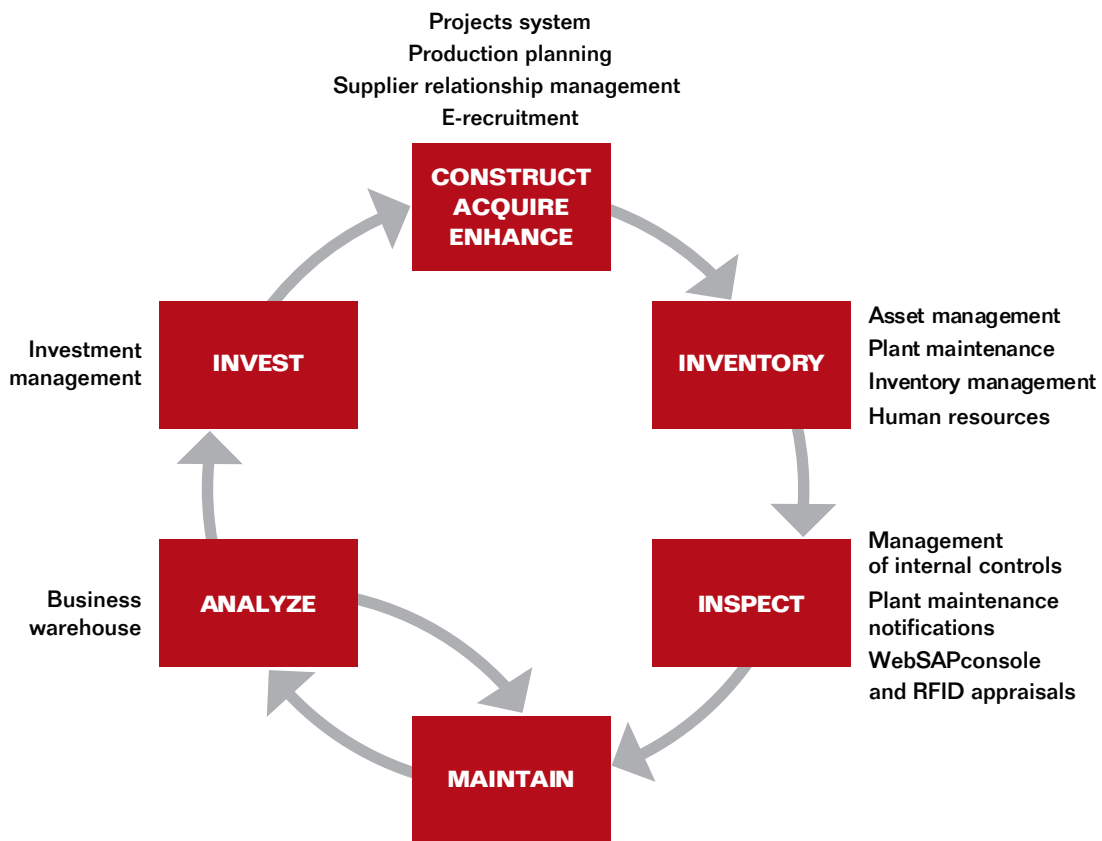 Projects system
Production planning
Supplier relationship management
E-recruitment
CONSTRUCT
ACQUIRE
ENHANCE
INVENTORY
Asset management
Plant maintenance
Inventory management
Human resources
INSPECT
Management
of internal controls
Plant maintenance
notifications
WebSAPconsole
and RFID appraisals
MAINTAIN
ANALYZE
Business
warehouse
INVEST
Investment
management